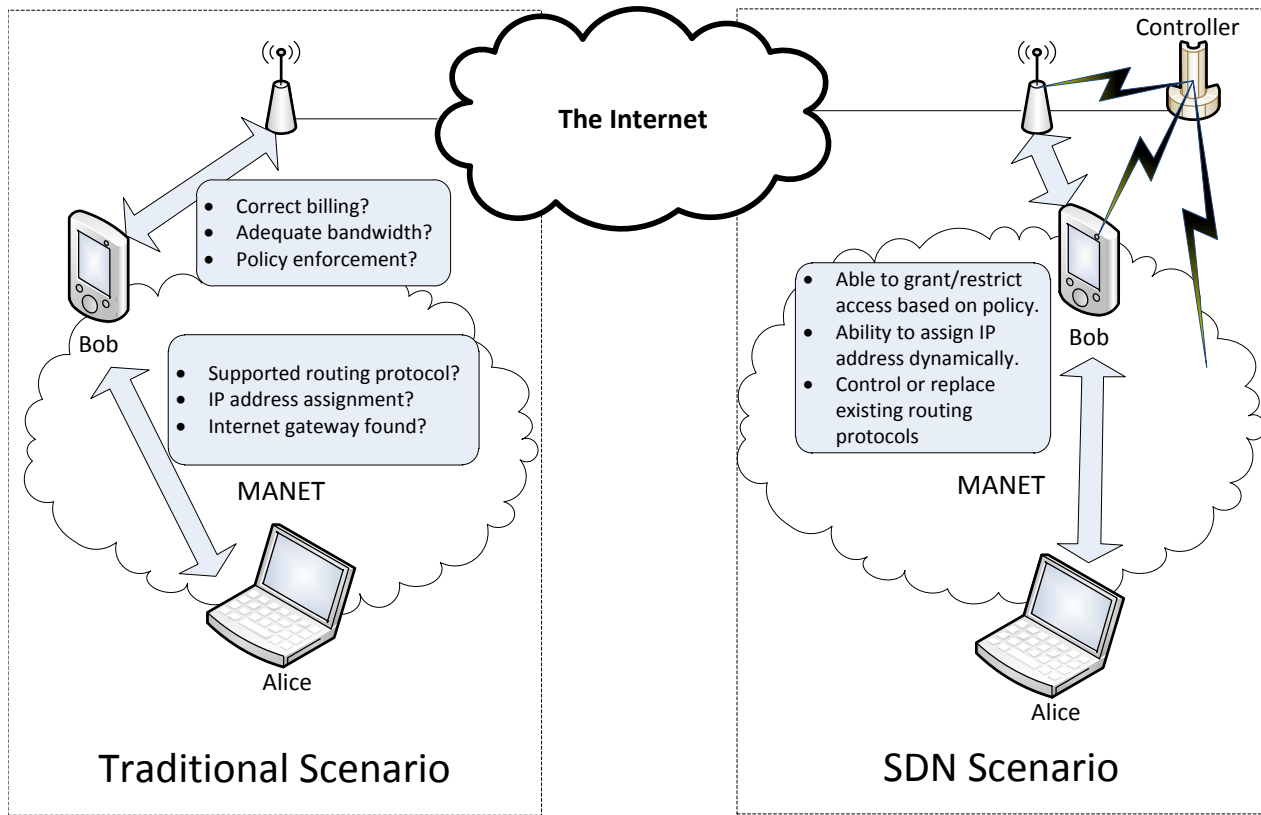 Controller
The Internet
• Correct billing?
• Adequate bandwidth?
• Policy enforcement?
Bob
• Supported routing protocol?
• IP address assignment?
• Internet gateway found?
MANET
Alice
Traditional Scenario
• Able to grant/restrict
access based on policy.
• Ability to assign IP
address dynamically.
• Control or replace
existing routing
protocols
Bob
MANET
Alice
SDN Scenario